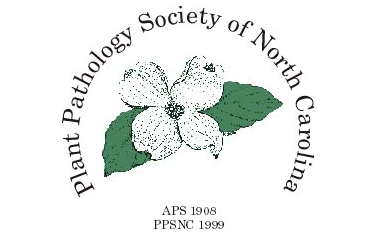 Plant Pathology Society of North Carolina
APS 1908
PPSNC 1999